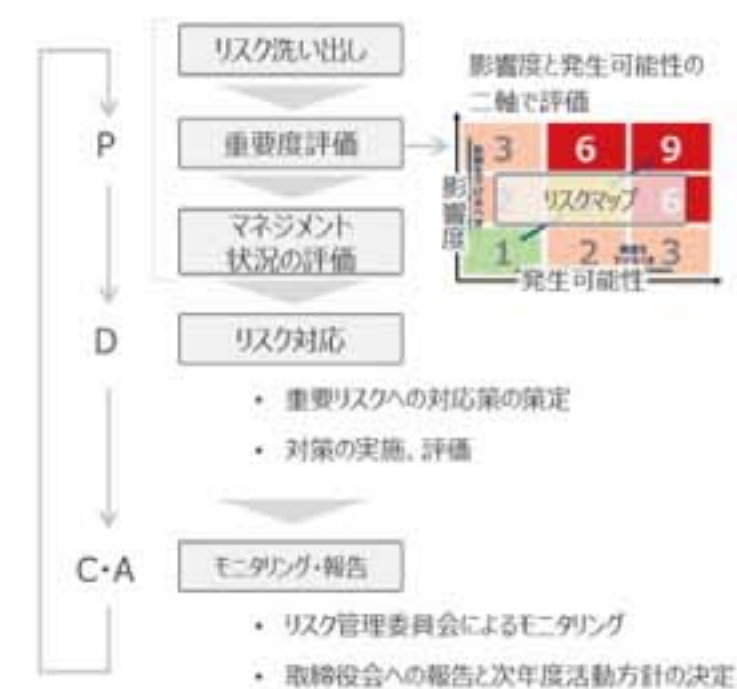 リスク洗い出し
影響度と発生可能性の
二軸で評価
P
重要度評価
3 6 9
影響度
リスクマップ 6
マネジメント
状況の評価
1 2 3
発生可能性
D
リスク対応
• 重要リスクへの対応策の策定
• 対策の実施、評価
C・A
モニタリング・報告
• リスク管理委員会によるモニタリング
• 取締役会への報告と次年度活動方針の決定